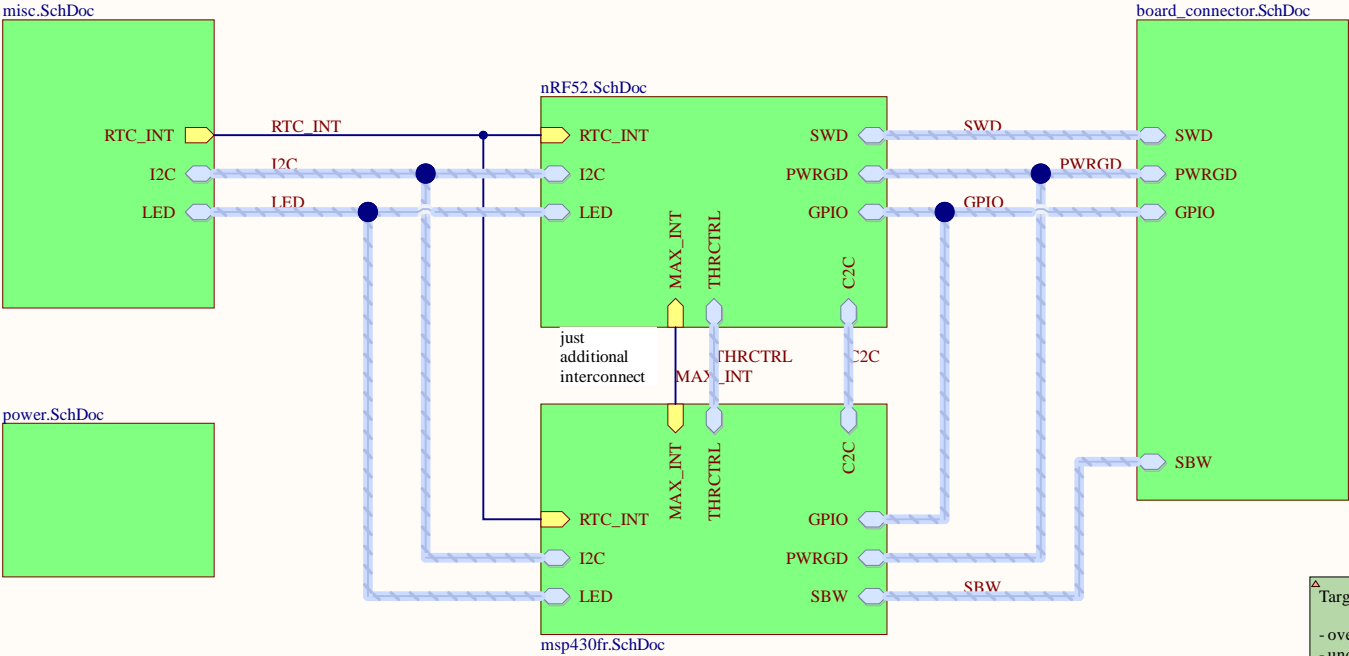 misc.SchDoc
board_connector.SchDoc
nRF52.SchDoc
RTC_INT
RTC_INT
RTC_INT
SWD
SWD
SWD
I2C
I2C
I2C
PWRGD
PWRGD
PWRGD
LED
LED
LED
GPIO
GPIO
GPIO
MAX_INT
THRCTRL
C2C
just
additional
interconnect
THRCTRL
C2C
MAX_INT
power.SchDoc
MAX_INT
THRCTRL
C2C
SBW
RTC_INT
GPIO
I2C
PWRGD
LED
SBW
SBW
msp430fr.SchDoc